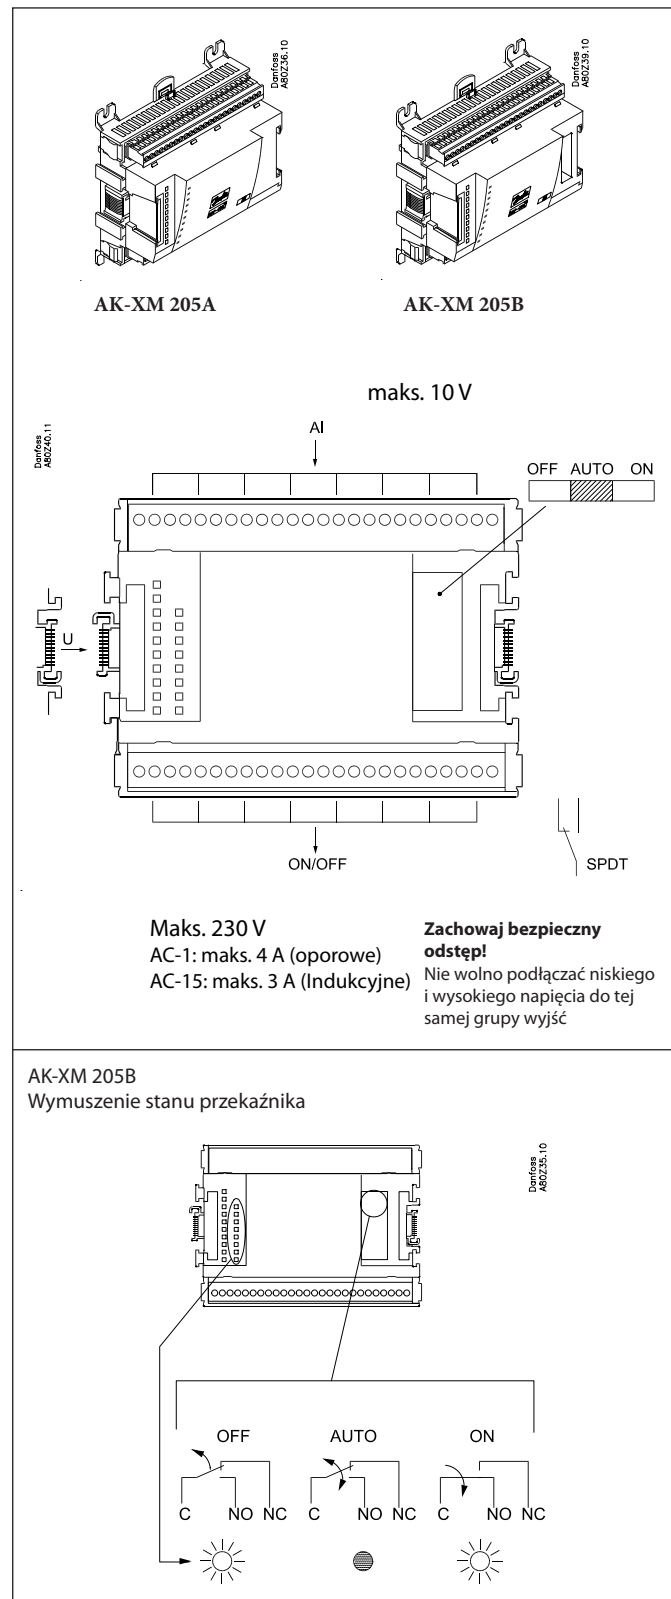 Danfoss
A80Z36.10
Danfoss
A80Z39.10
AK-XM 205A
AK-XM 205B
maks. 10 V
Danfoss
A80Z40.11
AI
OFF AUTO ON
U
ON/OFF
SPDT
Maks. 230 V
AC-1: maks. 4 A (oporowe)
AC-15: maks. 3 A (Indukcyjne)
Zachowaj bezpieczny
odstęp!
Nie wolno podłączać niskiego
i wysokiego napięcia do tej
samej grupy wyjść
AK-XM 205B
Wymuszenie stanu przekaźnika
Danfoss
A80Z35.10
OFF AUTO ON
C NO NC C NO NC C NO NC